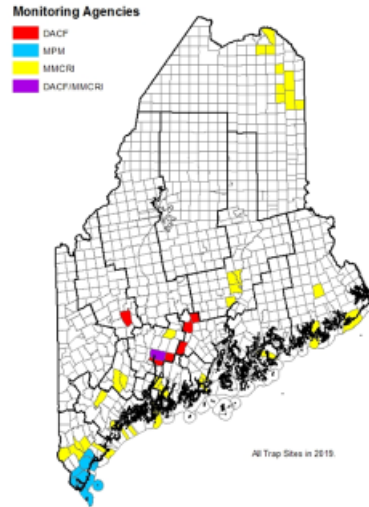 Monitoring Agencies
DACF
MPM
MMCRI
DACF/MMCRI
All Trap Sites in 2019.